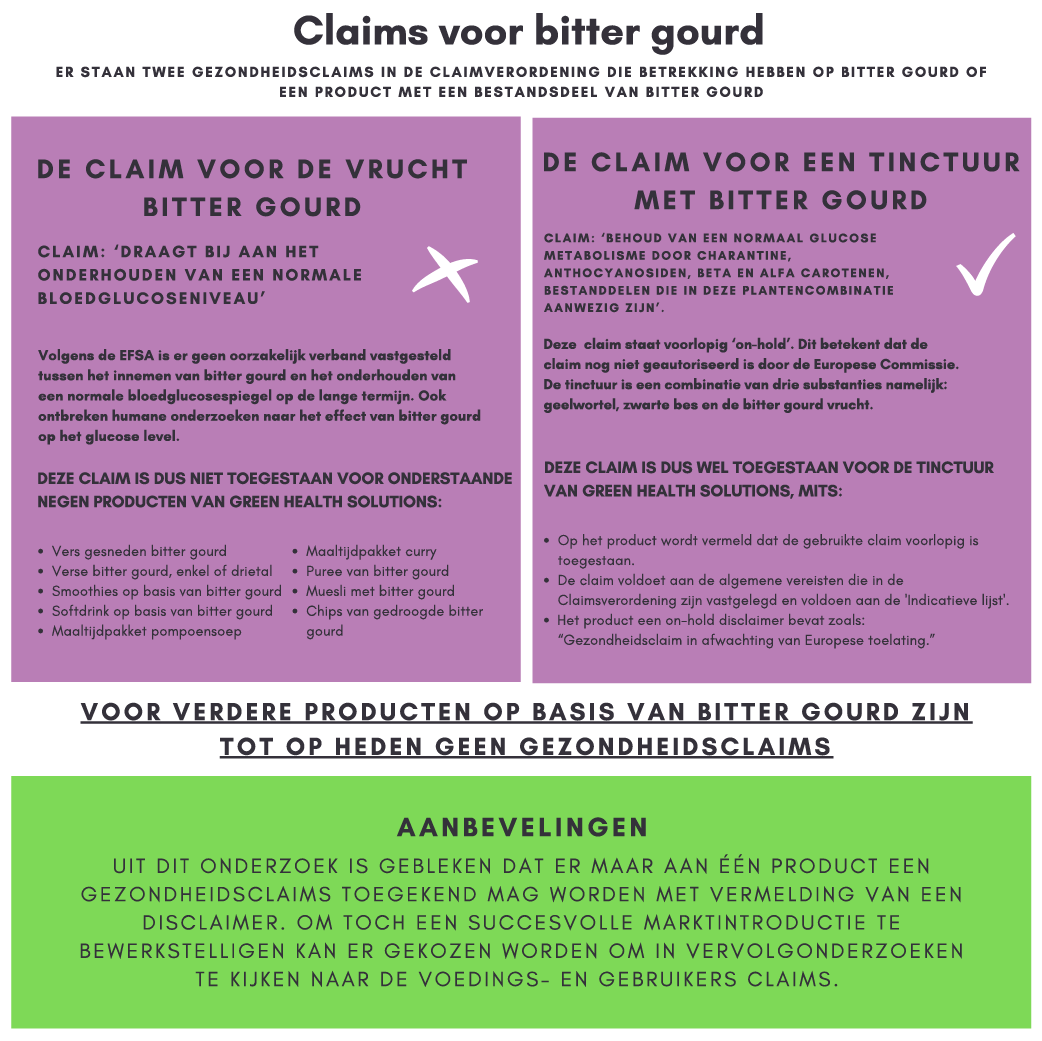 Claims voor bitter gourd
ER STAAN TWEE GEZONDHEIDSCLAIMS IN DE CLAIMVERORDENING DIE BETREKKING HEBBEN OP BITTER GOURD OF
EEN PRODUCT MET EEN BESTANDSDEEL VAN BITTER GOURD
DE CLAIM VOOR DE VRUCHT
BITTER GOURD
CLAIM: ‘DRAAGT BIJ AAN HET
ONDERHOUDEN VAN EEN NORMALE
BLOEDGLUCOSENIVEAU’
Volgens de EFSA is er geen oorzakelijk verband vastgesteld
tussen het innemen van bitter gourd en het onderhouden van
een normale bloedglucosespiegel op de lange termijn. Ook
ontbreken humane onderzoeken naar het effect van bitter gourd
op het glucose level.
DEZE CLAIM IS DUS NIET TOEGESTAAN VOOR ONDERSTAANDE
NEGEN PRODUCTEN VAN GREEN HEALTH SOLUTIONS:
• Vers gesneden bitter gourd
• Verse bitter gourd, enkel of drietal
• Smoothies op basis van bitter gourd
• Softdrink op basis van bitter gourd
• Maaltijdpakket pompoensoep
• Maaltijdpakket curry
• Puree van bitter gourd
• Muesli met bitter gourd
• Chips van gedroogde bitter
gourd
DE CLAIM VOOR EEN TINCTUUR
MET BITTER GOURD
CLAIM: ‘BEHOUD VAN EEN NORMAAL GLUCOSE
METABOLISME DOOR CHARANTINE,
ANTHOCYANOSIDEN, BETA EN ALFA CAROTENEN,
BESTANDDELEN DIE IN DEZE PLANTENCOMBINATIE
AANWEZIG ZIJN’.
Deze claim staat voorlopig ‘on-hold’. Dit betekent dat de
claim nog niet geautoriseerd is door de Europese Commissie.
De tinctuur is een combinatie van drie substanties namelijk:
geelwortel, zwarte bes en de bitter gourd vrucht.
DEZE CLAIM IS DUS WEL TOEGESTAAN VOOR DE TINCTUUR
VAN GREEN HEALTH SOLUTIONS, MITS:
• Op het product wordt vermeld dat de gebruikte claim voorlopig is
toegestaan.
• De claim voldoet aan de algemene vereisten die in de
Claimsverordening zijn vastgelegd en voldoen aan de 'Indicatieve lijst'.
• Het product een on-hold disclaimer bevat zoals:
“Gezondheidsclaim in afwachting van Europese toelating.”
VOOR VERDERE PRODUCTEN OP BASIS VAN BITTER GOURD ZIJN
TOT OP HEDEN GEEN GEZONDHEIDSCLAIMS
AANBEVELINGEN
UIT DIT ONDERZOEK IS GEBLEKEN DAT ER MAAR AAN ÉÉN PRODUCT EEN
GEZONDHEIDSCLAIMS TOEGEKEND MAG WORDEN MET VERMELDING VAN EEN
DISCLAIMER. OM TOCH EEN SUCCESVOLLE MARKTINTRODUCTIE TE
BEWERKSTELLIGEN KAN ER GEKOZEN WORDEN OM IN VERVOLGONDERZOEKEN
TE KIJKEN NAAR DE VOEDINGS- EN GEBRUIKERS CLAIMS.